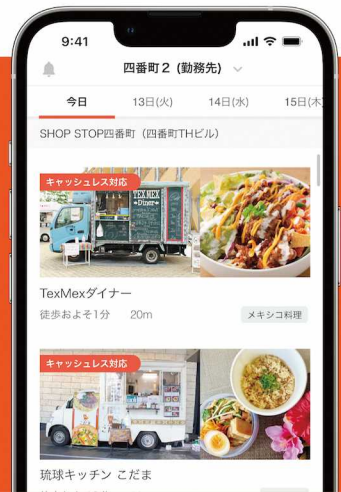 9:41
四番町2 (勤務先)
今日 13日(火) 14日(水) 15日(木)
SHOP STOP四番町（四番町THビル）
キャッシュレス対応
TEXMEX
Diner
TexMexダイナー
徒歩およそ1分 20m メキシコ料理
キャッシュレス対応
琉球キッチン こだま